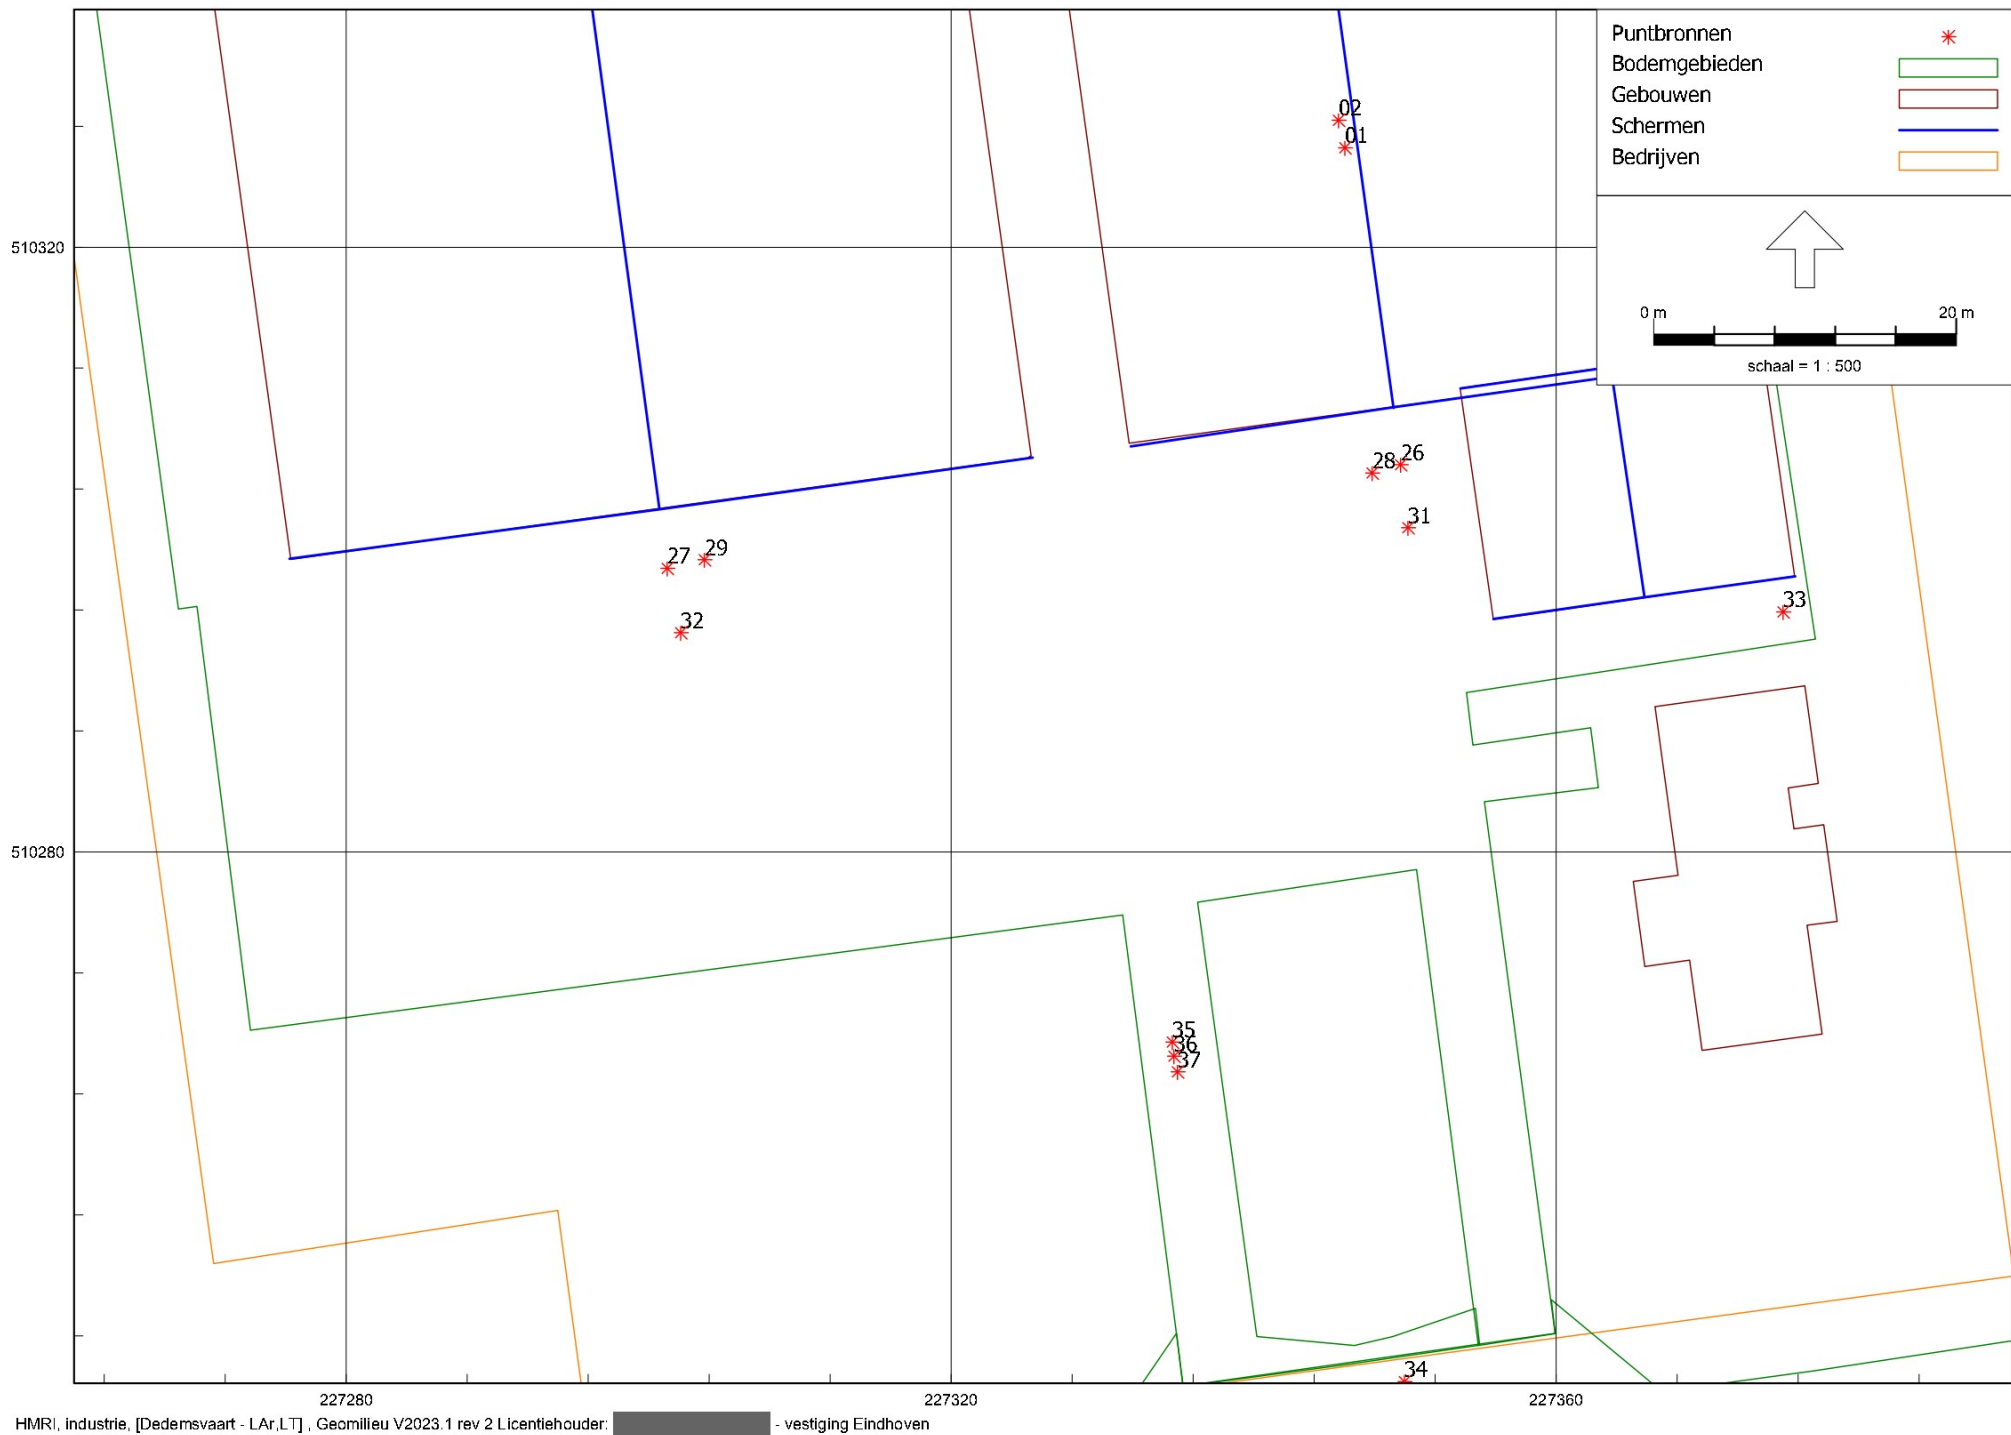 Puntbronnen
Bodemgebieden
Gebouwen
Schermen
Bedrijven
0 m 20 m
schaal = 1 : 500
02
01
510320
28 26
31
27 29
32
33
510280
35
36
37
34
227280 227320 227360
HMRI, industrie, [Dedemsvaart - LAr,LT] , Geomilieu V2023.1 rev 2 Licentiehouder: - vestiging Eindhoven